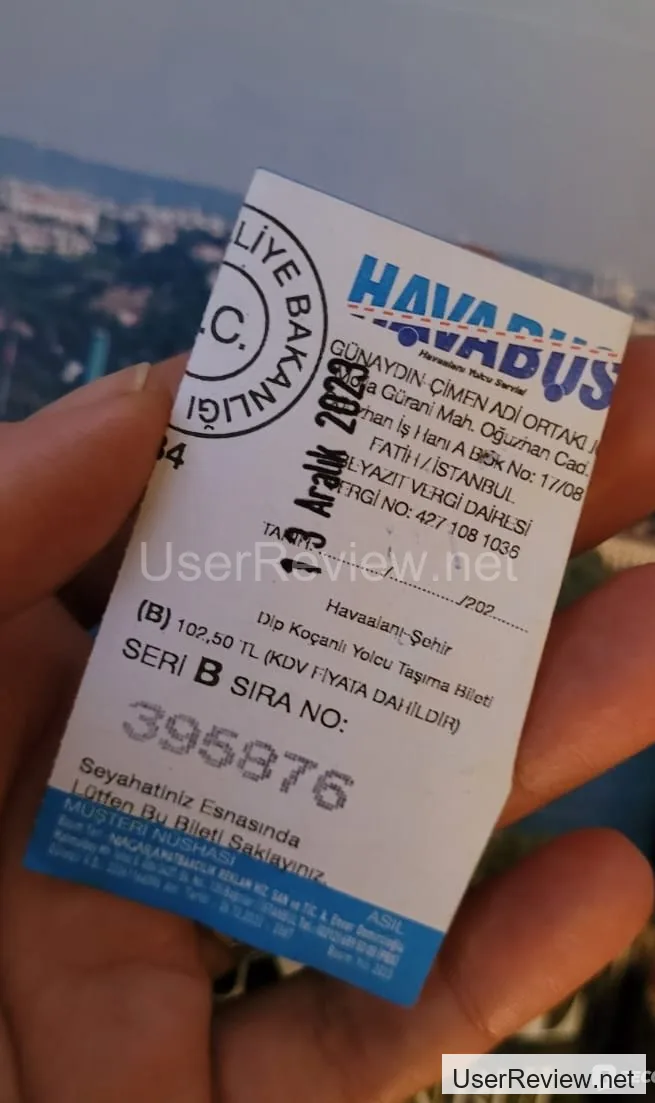 LİYE BAKANLIĞI
.Ç.
34
HAVABÜS
Havaalanı Yolcu Servisi
GÜNAYDIN-ÇİMEN ADİ ORTAKL
Gürani Mah. Oğuzhan Cad.
İş Hanı A Blok No: 17/08
FATİH / İSTANBUL
VERGİ DAİRESİ
NO: 427 108 1036
13 Aralık 2023
............/............/202.......
Havaalanı-Şehir
Dip Koçanlı Yolcu Taşıma Bileti
(B) 102,50 TL (KDV FİYATA DAHİLDİR)
SERİ B SIRA NO:
395876
Seyahatiniz Esnasında
Lütfen Bu Bileti Saklayınız.
MÜŞTERİ NÜSHASI
ASIL
UserReview.net
UserReview.net